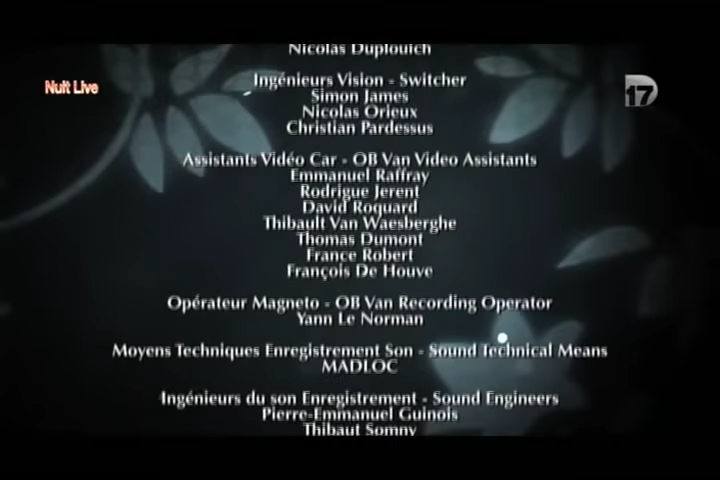 Nicolas Duplouich
Nuit Live
D17
Ingénieurs Vision - Switcher
Simon James
Nicolas Orieux
Christian Pardessus
Assistants Vidéo Car - OB Van Video Assistants
Emmanuel Raffray
Rodrigue Jerent
David Roquard
Thibault Van Waesberghe
Thomas Dumont
France Robert
François De Houve
Opérateur Magneto - OB Van Recording Operator
Yann Le Norman
Moyens Techniques Enregistrement Son - Sound Technical Means
MADLOC
Ingénieurs du son Enregistrement - Sound Engineers
Pierre-Emmanuel Guinois
Thibaut Somny